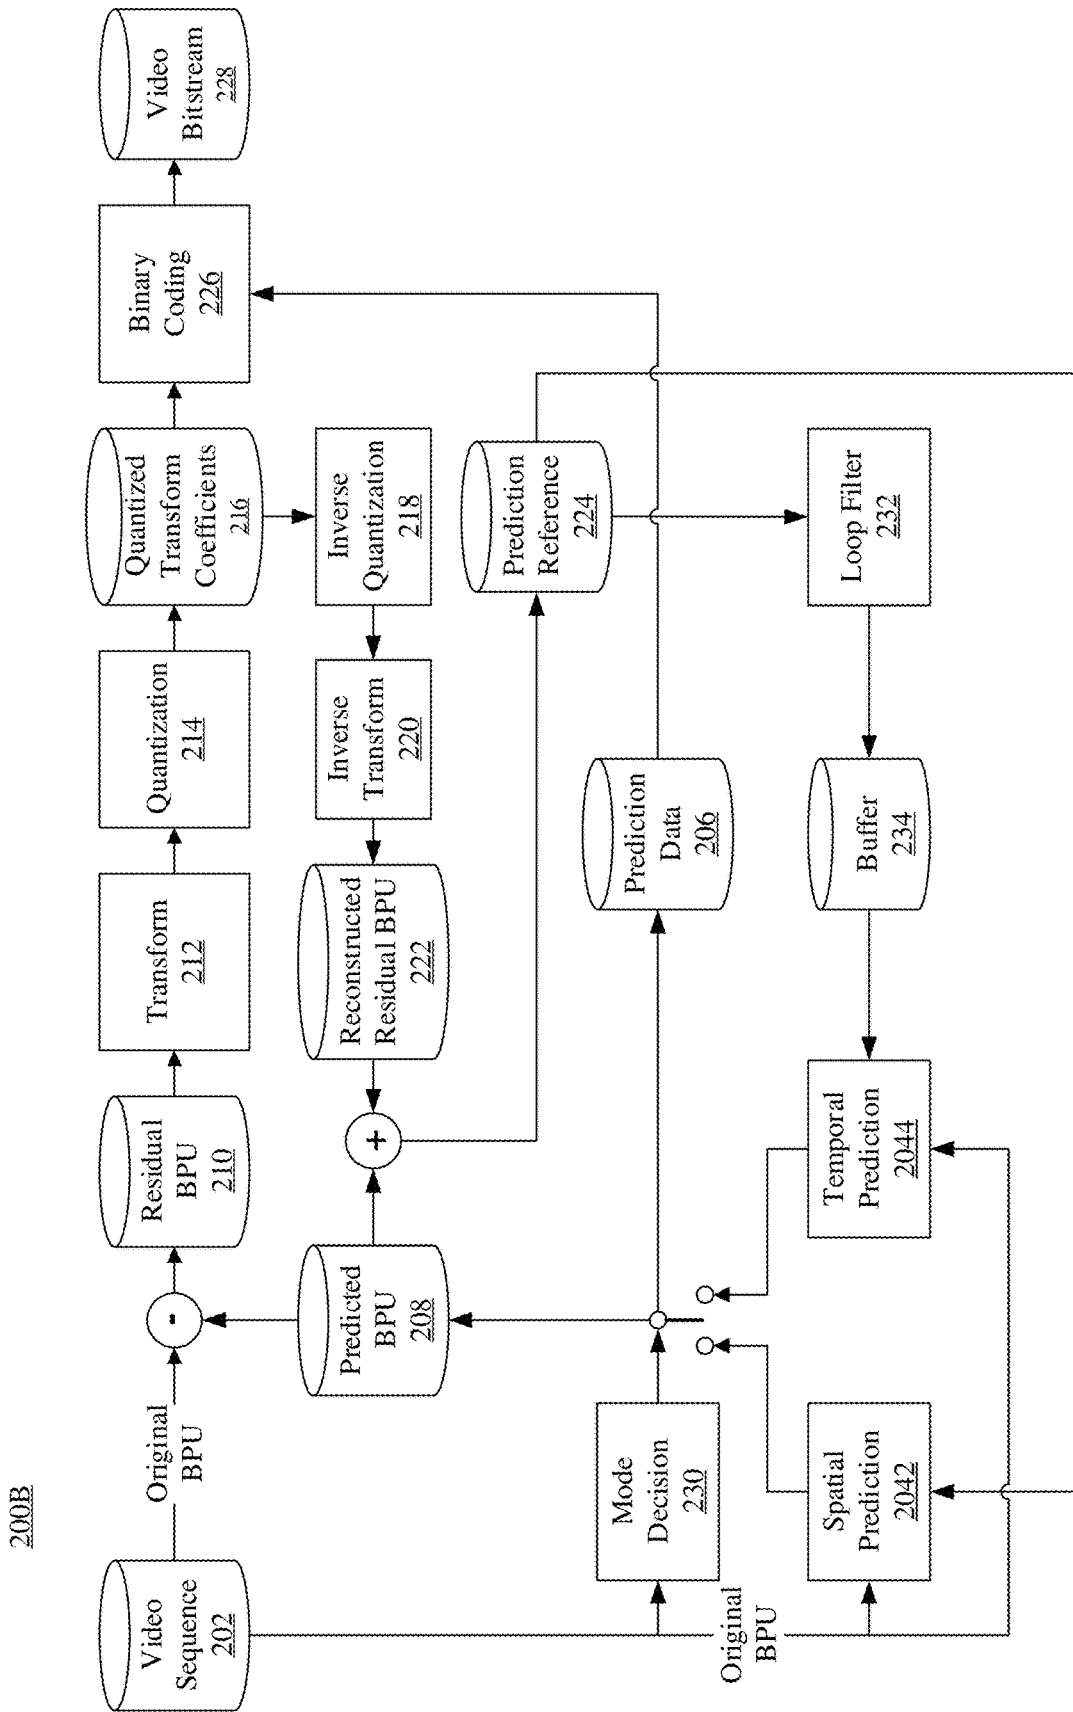 200B
Video
Sequence
202
Original
BPU
Residual
BPU
210
Transform
212
Quantization
214
Quantized
Transform
Coefficients
216
Binary
Coding
226
Video
Bitstream
228
Predicted
BPU
208
Reconstructed
Residual BPU
222
Inverse
Transform
220
Inverse
Quantization
218
Prediction
Reference
224
Mode
Decision
230
Prediction
Data
206
Original
BPU
Spatial
Prediction
2042
Temporal
Prediction
2044
Buffer
234
Loop Filter
232
-
+